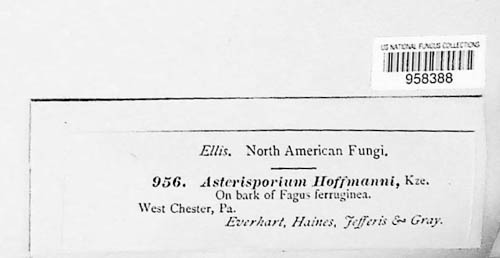 US NATIONAL FUNGUS COLLECTIONS
958388
Ellis. North American Fungi.
956. Asterisporium Hoffmanni, Kze.
On bark of Fagus ferruginea.
West Chester, Pa.
Everhart, Haines, Jefferis & Gray.